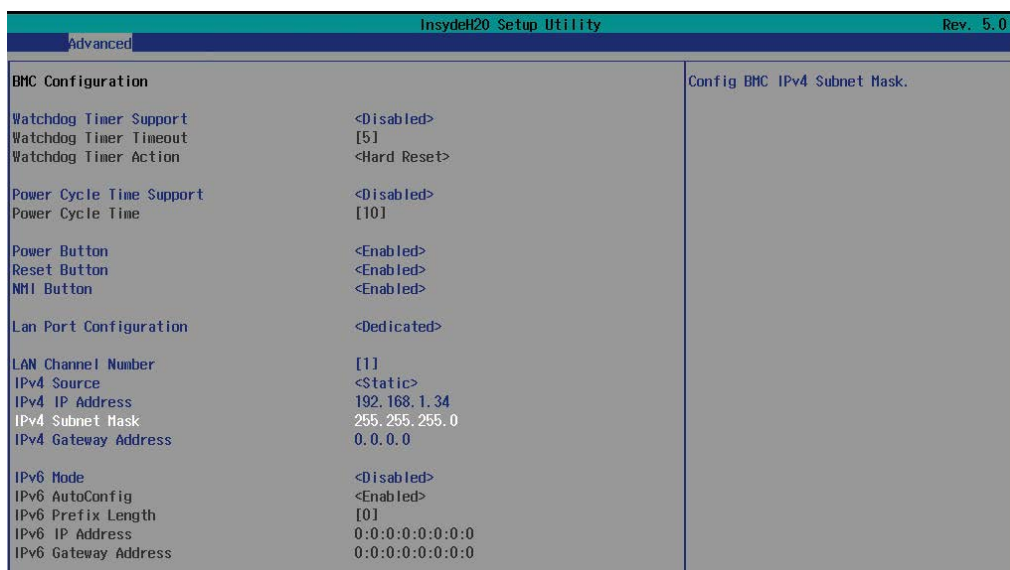 InsydeH20 Setup Utility Rev. 5.0
Advanced
BMC Configuration Config BMC IPv4 Subnet Mask.
Watchdog Timer Support <Disabled>
Watchdog Timer Timeout [5]
Watchdog Timer Action <Hard Reset>
Power Cycle Time Support <Disabled>
Power Cycle Time [10]
Power Button <Enabled>
Reset Button <Enabled>
NMI Button <Enabled>
Lan Port Configuration <Dedicated>
LAN Channel Number [1]
IPv4 Source <Static>
IPv4 IP Address 192.168.1.34
IPv4 Subnet Mask 255.255.255.0
IPv4 Gateway Address 0.0.0.0
IPv6 Mode <Disabled>
IPv6 AutoConfig <Enabled>
IPv6 Prefix Length [0]
IPv6 IP Address 0:0:0:0:0:0:0:0
IPv6 Gateway Address 0:0:0:0:0:0:0:0